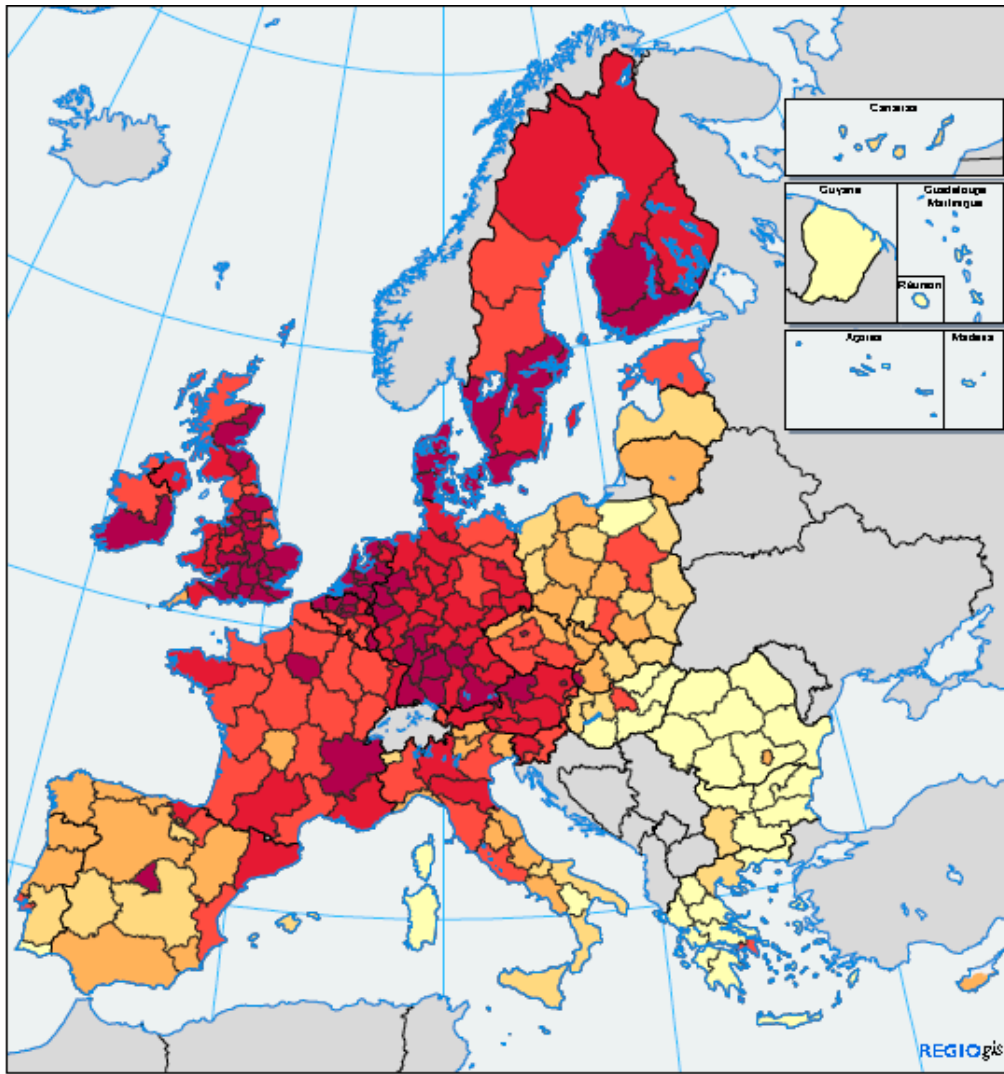 Canarias
Guyane
Guadeloupe
Martinique
Réunion
Açores
Madeira
REGIOgis